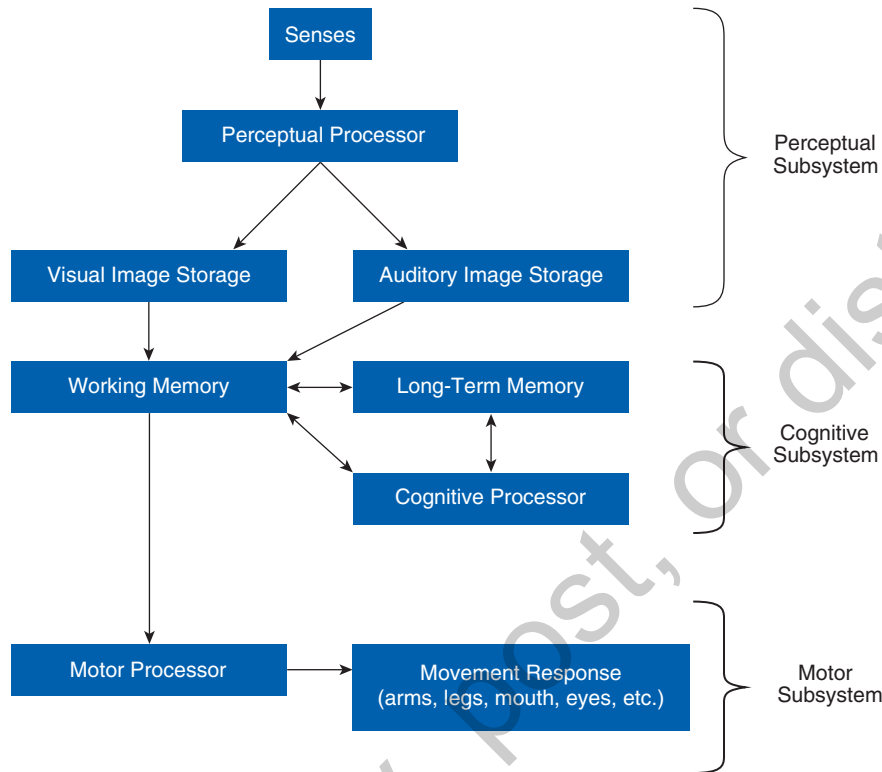 Senses
Perceptual Processor
Perceptual
Subsystem
Visual Image Storage
Auditory Image Storage
Working Memory
Long-Term Memory
Cognitive
Subsystem
Cognitive Processor
Motor Processor
Movement Response
(arms, legs, mouth, eyes, etc.)
Motor
Subsystem
post, or